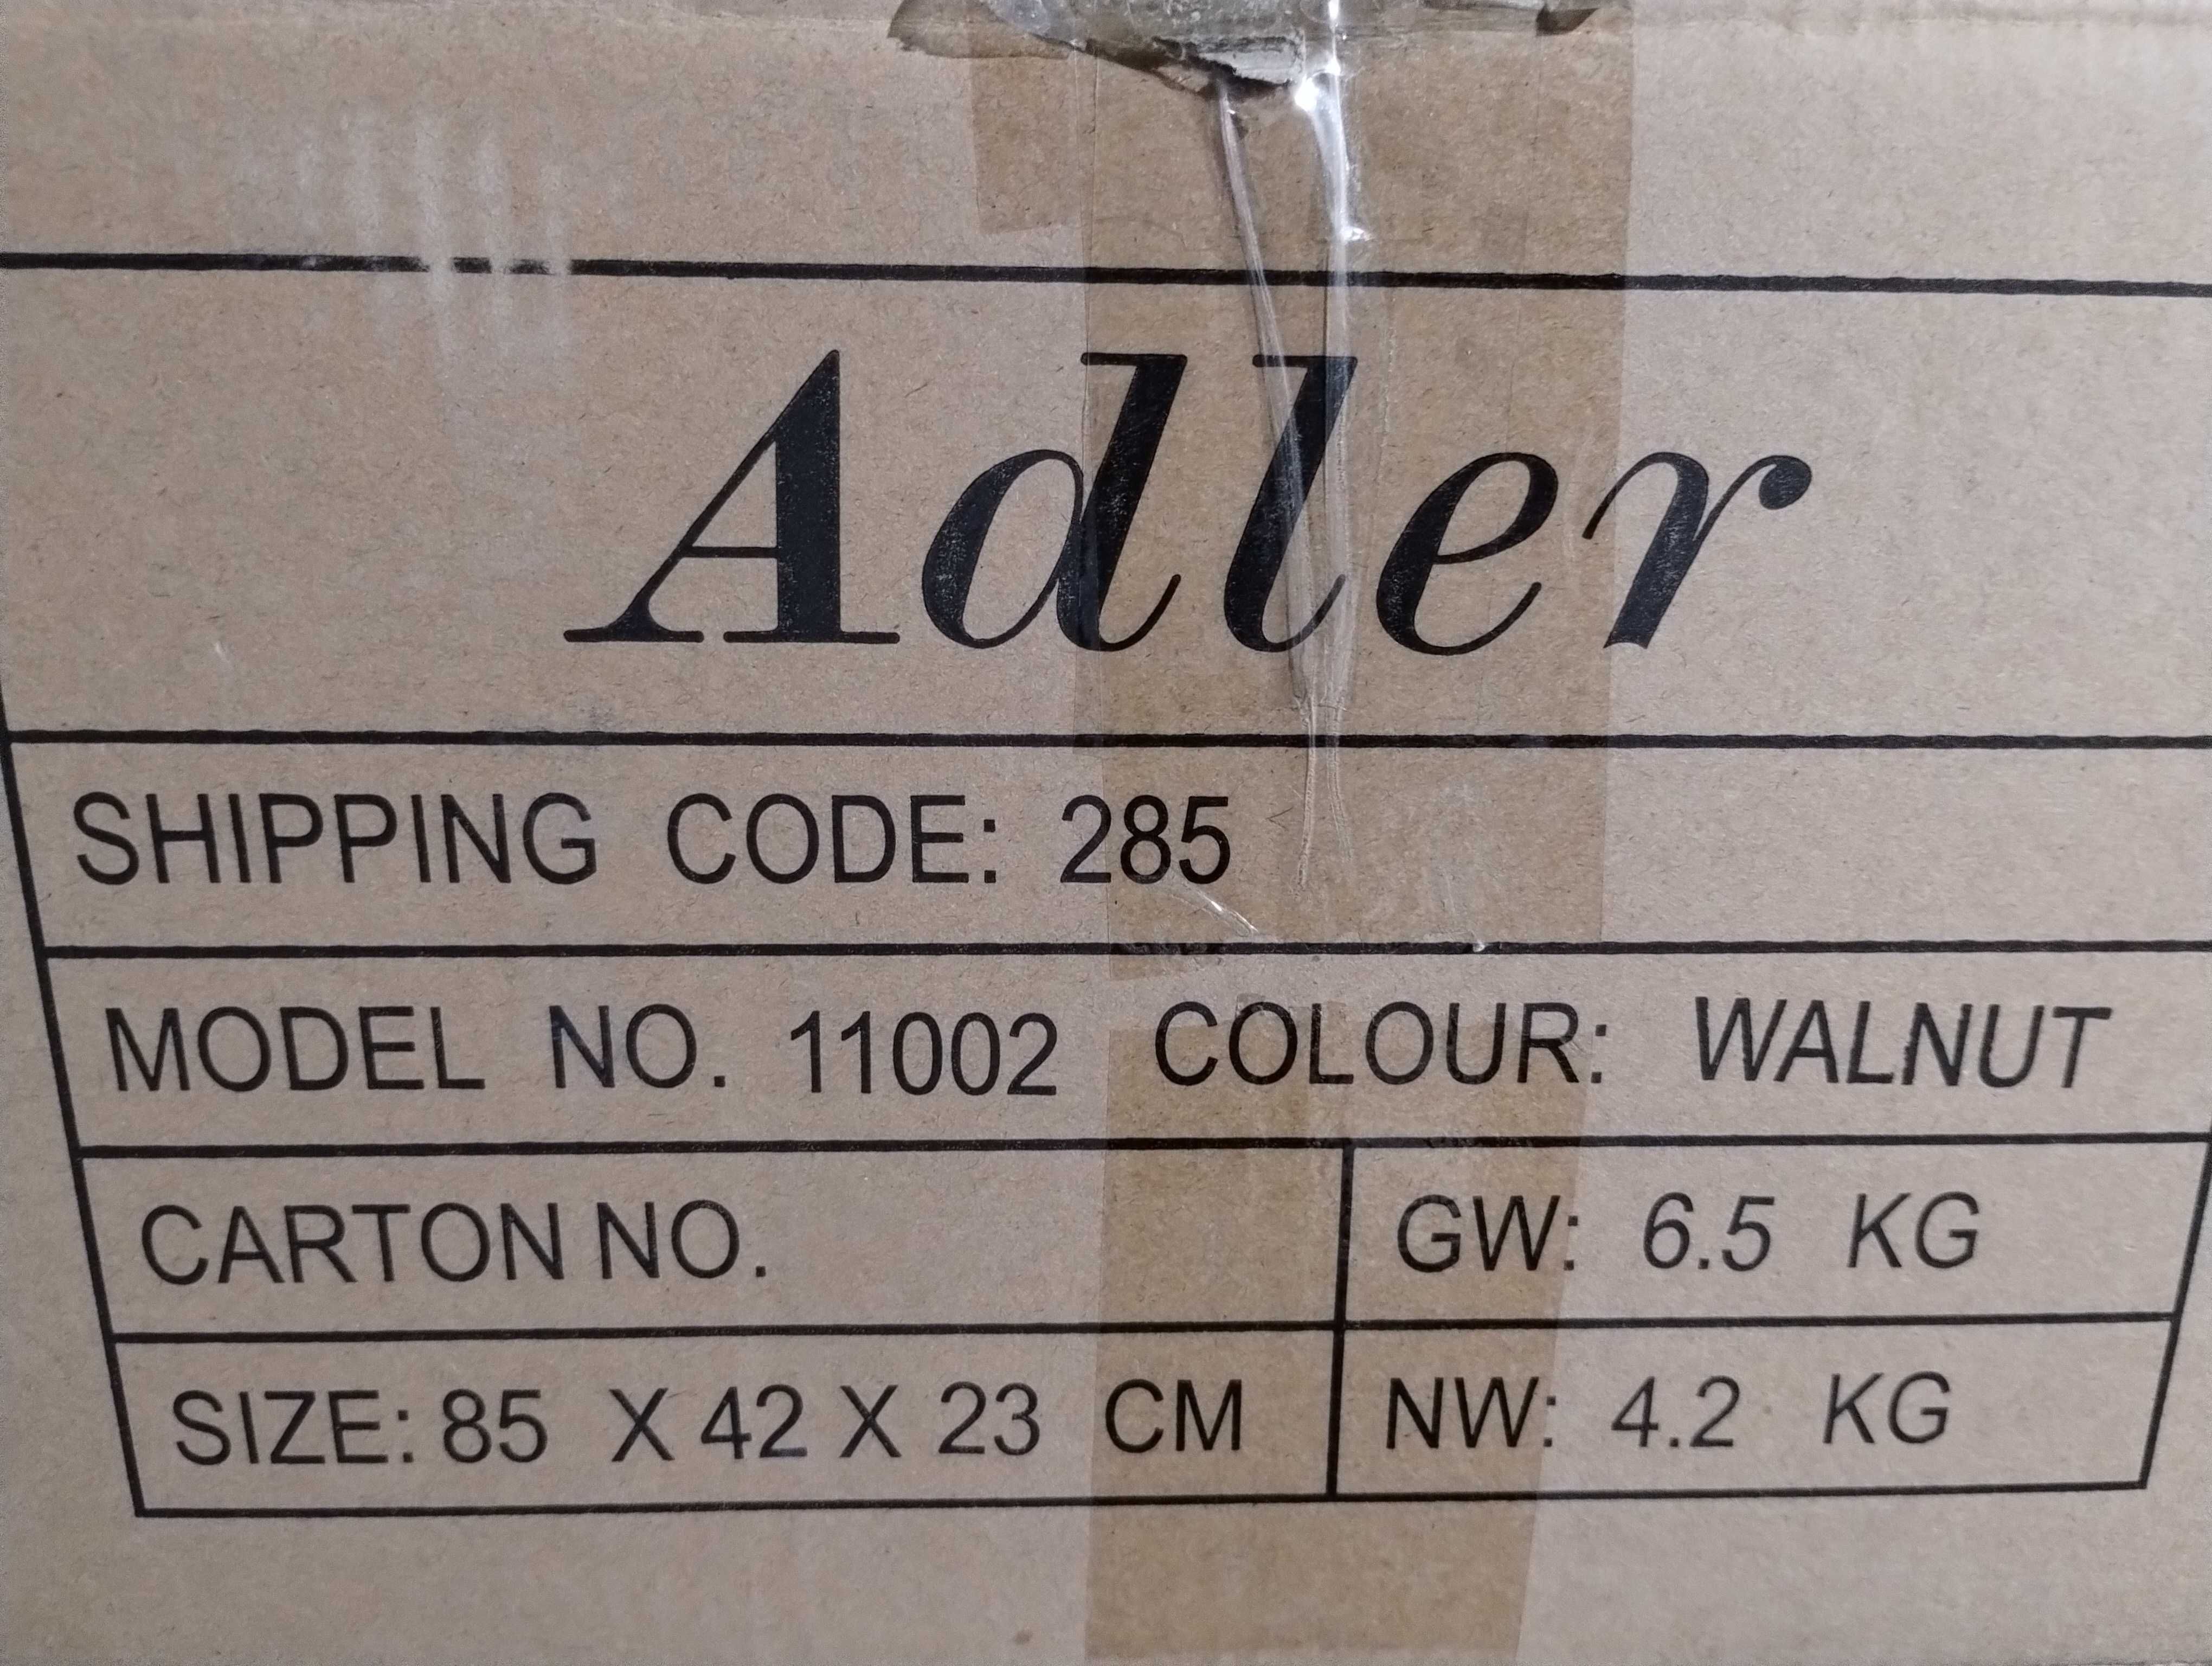 Adler
SHIPPING CODE: 285
MODEL NO. 11002 COLOUR: WALNUT
CARTON NO.
GW: 6.5 KG
SIZE: 85 X 42 X 23 CM
NW: 4.2 KG